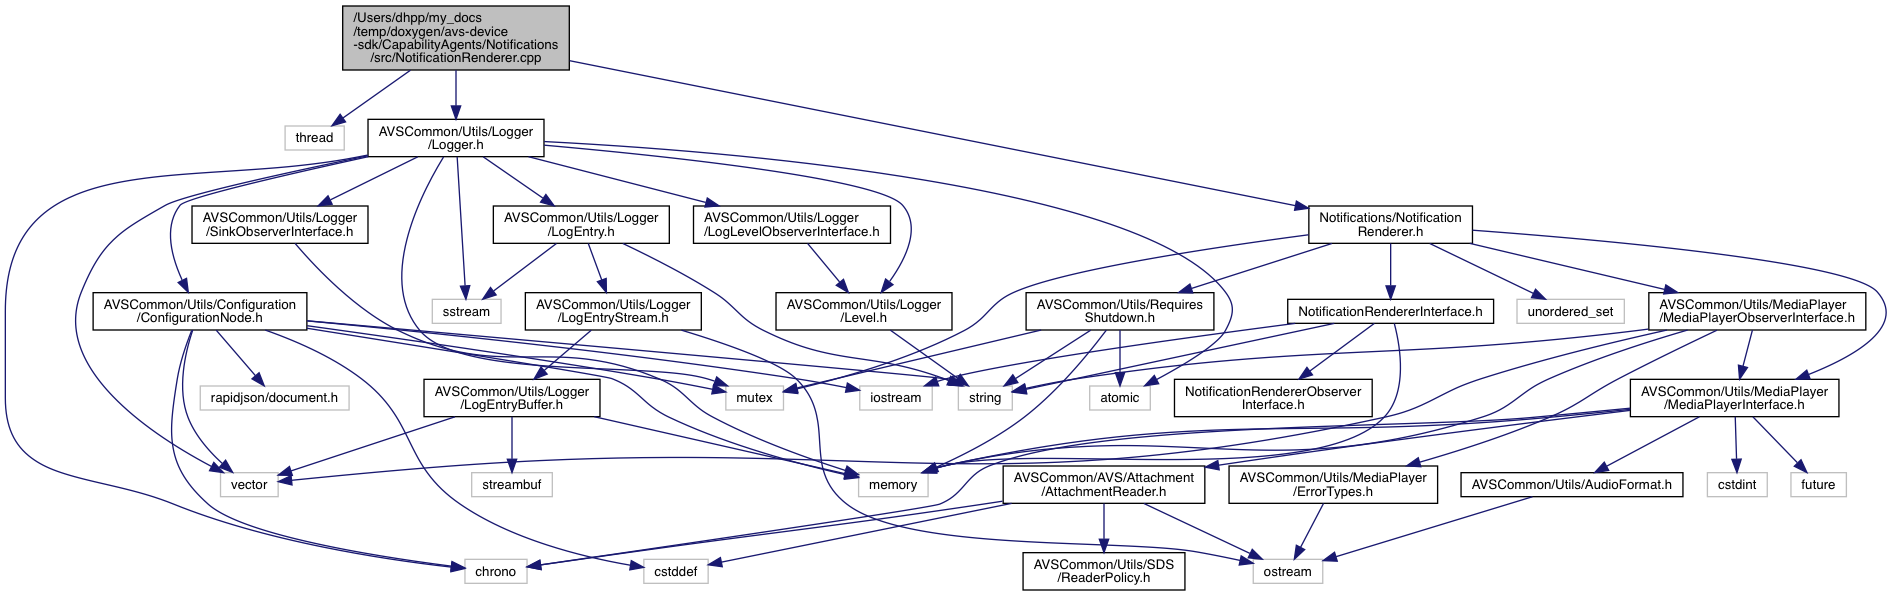 /Users/dhpp/my_docs
/temp/doxygen/avs-device
-sdk/CapabilityAgents/Notifications
/src/NotificationRenderer.cpp
thread
AVSCommon/Utils/Logger
/Logger.h
AVSCommon/Utils/Logger
/SinkObserverInterface.h
AVSCommon/Utils/Logger
/LogEntry.h
AVSCommon/Utils/Logger
/LogLevelObserverInterface.h
Notifications/Notification
Renderer.h
AVSCommon/Utils/Configuration
/ConfigurationNode.h
sstream
AVSCommon/Utils/Logger
/LogEntryStream.h
AVSCommon/Utils/Logger
/Level.h
AVSCommon/Utils/Requires
Shutdown.h
NotificationRendererInterface.h
unordered_set
AVSCommon/Utils/MediaPlayer
/MediaPlayerObserverInterface.h
rapidjson/document.h
AVSCommon/Utils/Logger
/LogEntryBuffer.h
mutex
iostream
string
atomic
NotificationRendererObserver
Interface.h
AVSCommon/Utils/MediaPlayer
/MediaPlayerInterface.h
vector
streambuf
memory
AVSCommon/AVS/Attachment
/AttachmentReader.h
AVSCommon/Utils/MediaPlayer
/ErrorTypes.h
AVSCommon/Utils/AudioFormat.h
cstdint
future
chrono
cstddef
AVSCommon/Utils/SDS
/ReaderPolicy.h
ostream